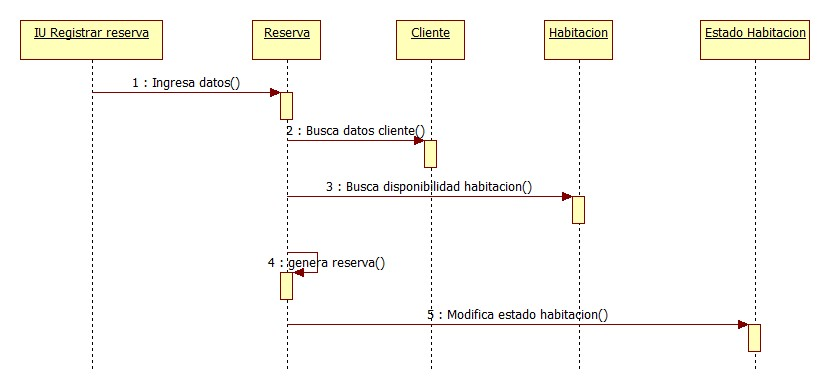 IU Registrar reserva
Reserva
Cliente
Habitacion
Estado Habitacion
1 : Ingresa datos()
2 : Busca datos cliente()
3 : Busca disponibilidad habitacion()
4 : genera reserva()
5 : Modifica estado habitacion()